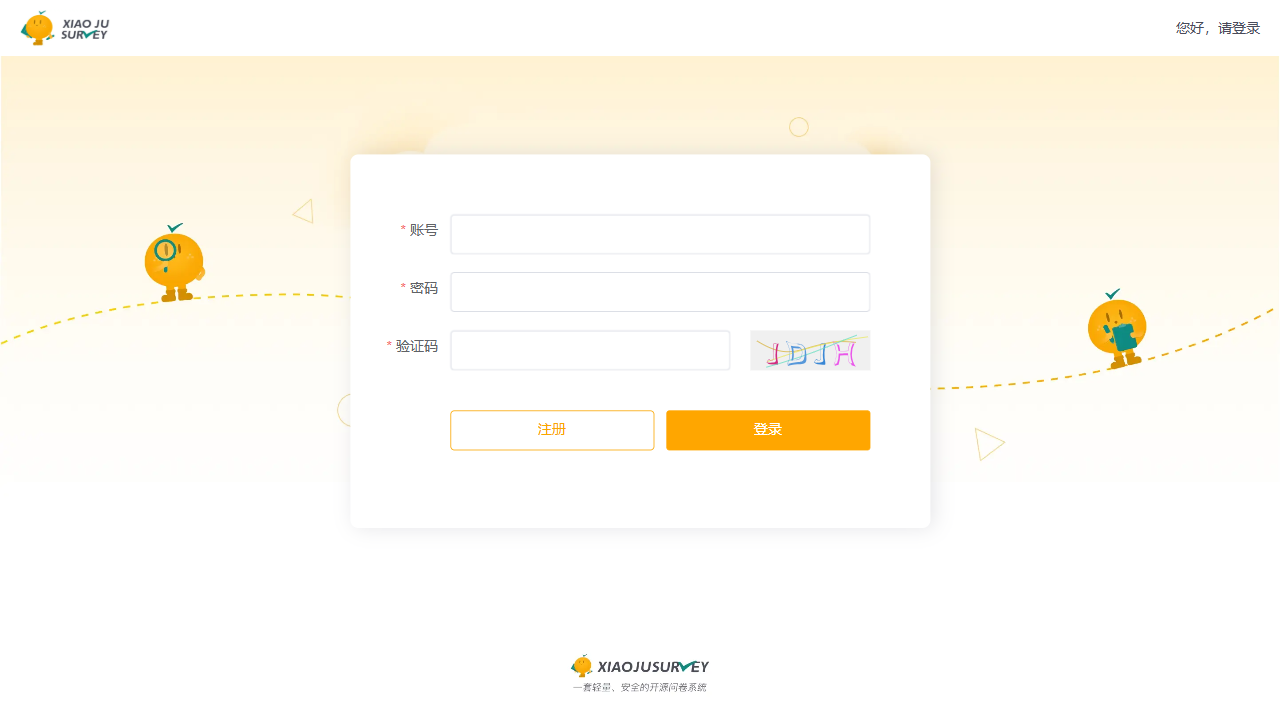 XIAO JU
SURVEY
您好，请登录
* 账号
* 密码
* 验证码
JDJH
注册
登录
XIAOJUSURVEY
一套轻量、安全的开源问卷系统